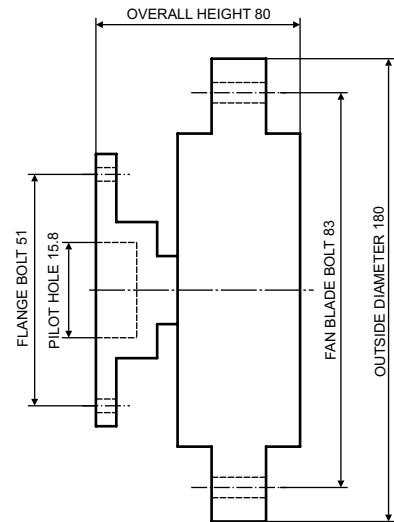 OVERALL HEIGHT 80
FLANGE BOLT 51
PILOT HOLE 15.8
FAN BLADE BOLT 83
OUTSIDE DIAMETER 180